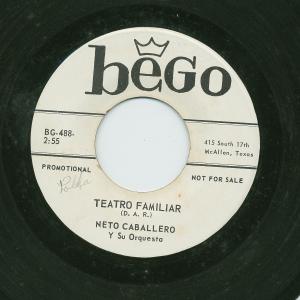 beGo
BG-488-
2:55
415 South 17th
McAllen, Texas
PROMOTIONAL
NOT FOR SALE
Polka
TEATRO FAMILIAR
(D. A. R.)
NETO CABALLERO
Y Su Orquesta